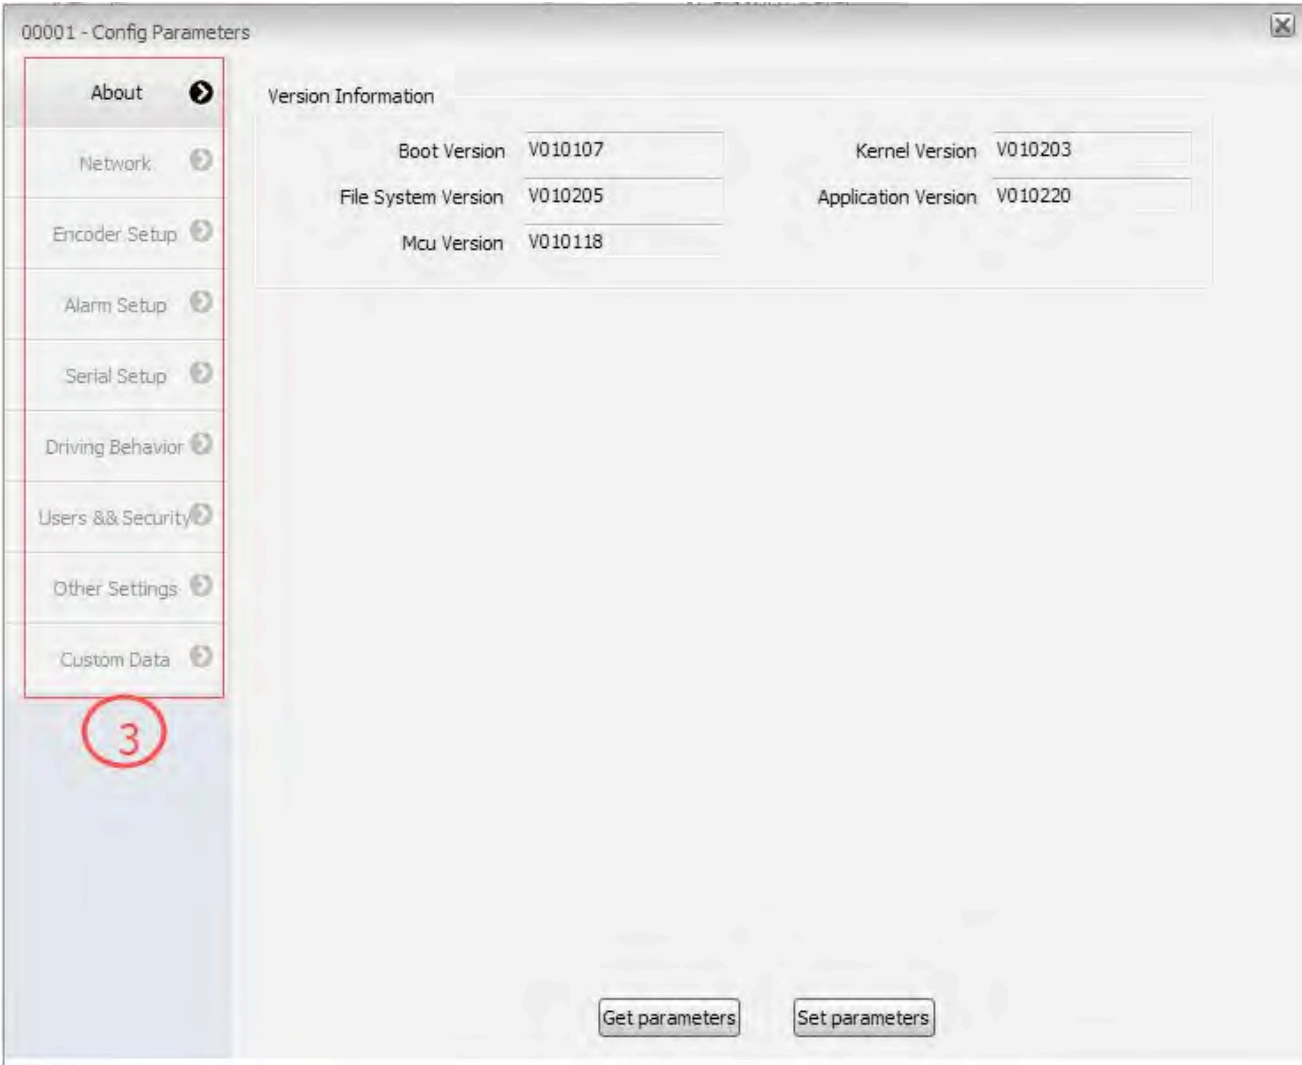 00001 - Config Parameters
About
Version Information
Boot Version V010107 Kernel Version V010203
Network
File System Version V010205 Application Version V010220
Encoder Setup
Mcu Version V010118
Alarm Setup
Serial Setup
Driving Behavior
Users && Security
Other Settings
Custom Data
3
Get parameters Set parameters